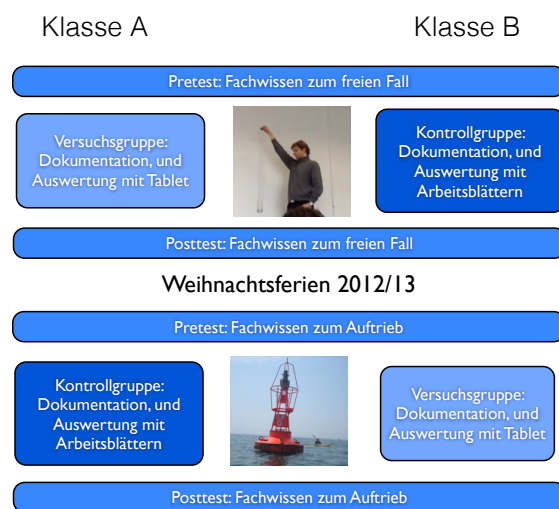 Klasse A
Klasse B
Pretest: Fachwissen zum freien Fall
Versuchsgruppe:
Dokumentation, und
Auswertung mit Tablet
Kontrollgruppe:
Dokumentation, und
Auswertung mit
Arbeitsblättern
Posttest: Fachwissen zum freien Fall
Weihnachtsferien 2012/13
Pretest: Fachwissen zum Auftrieb
Kontrollgruppe:
Dokumentation, und
Auswertung mit
Arbeitsblättern
Versuchsgruppe:
Dokumentation, und
Auswertung mit Tablet
Posttest: Fachwissen zum Auftrieb